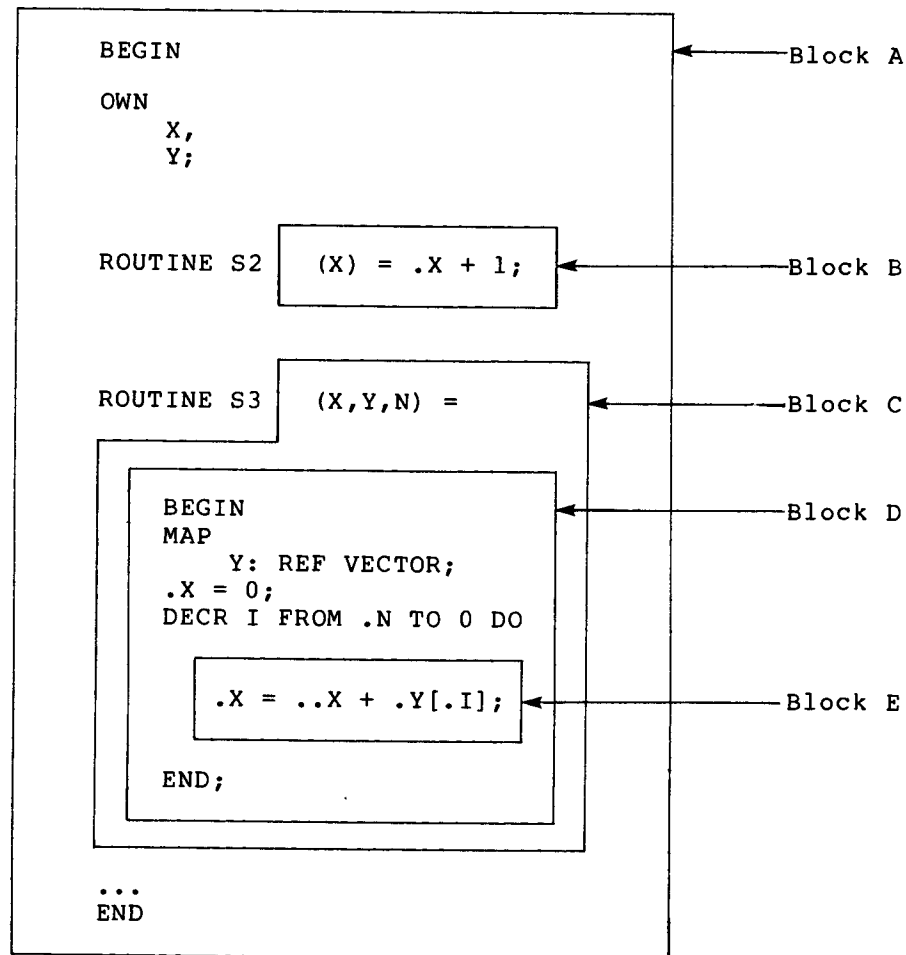 BEGIN Block A
OWN
X,
Y;
ROUTINE S2 (X) = .X + 1; Block B
ROUTINE S3 (X,Y,N) = Block C
BEGIN Block D
MAP
Y: REF VECTOR;
.X = 0;
DECR I FROM .N TO 0 DO
.X = ..X + .Y[.I]; Block E
END;
...
END